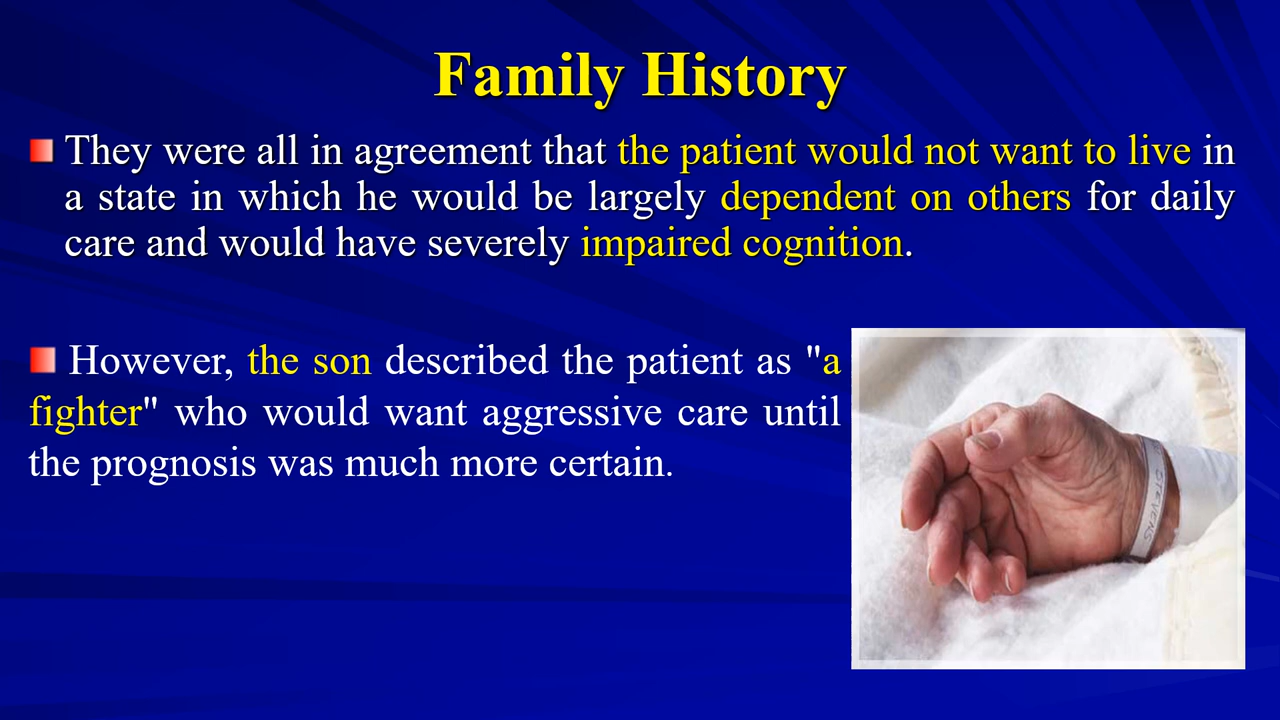 Family History
They were all in agreement that the patient would not want to live in
a state in which he would be largely dependent on others for daily
care and would have severely impaired cognition.
However, the son described the patient as "a
fighter" who would want aggressive care until
the prognosis was much more certain.
STEVENS